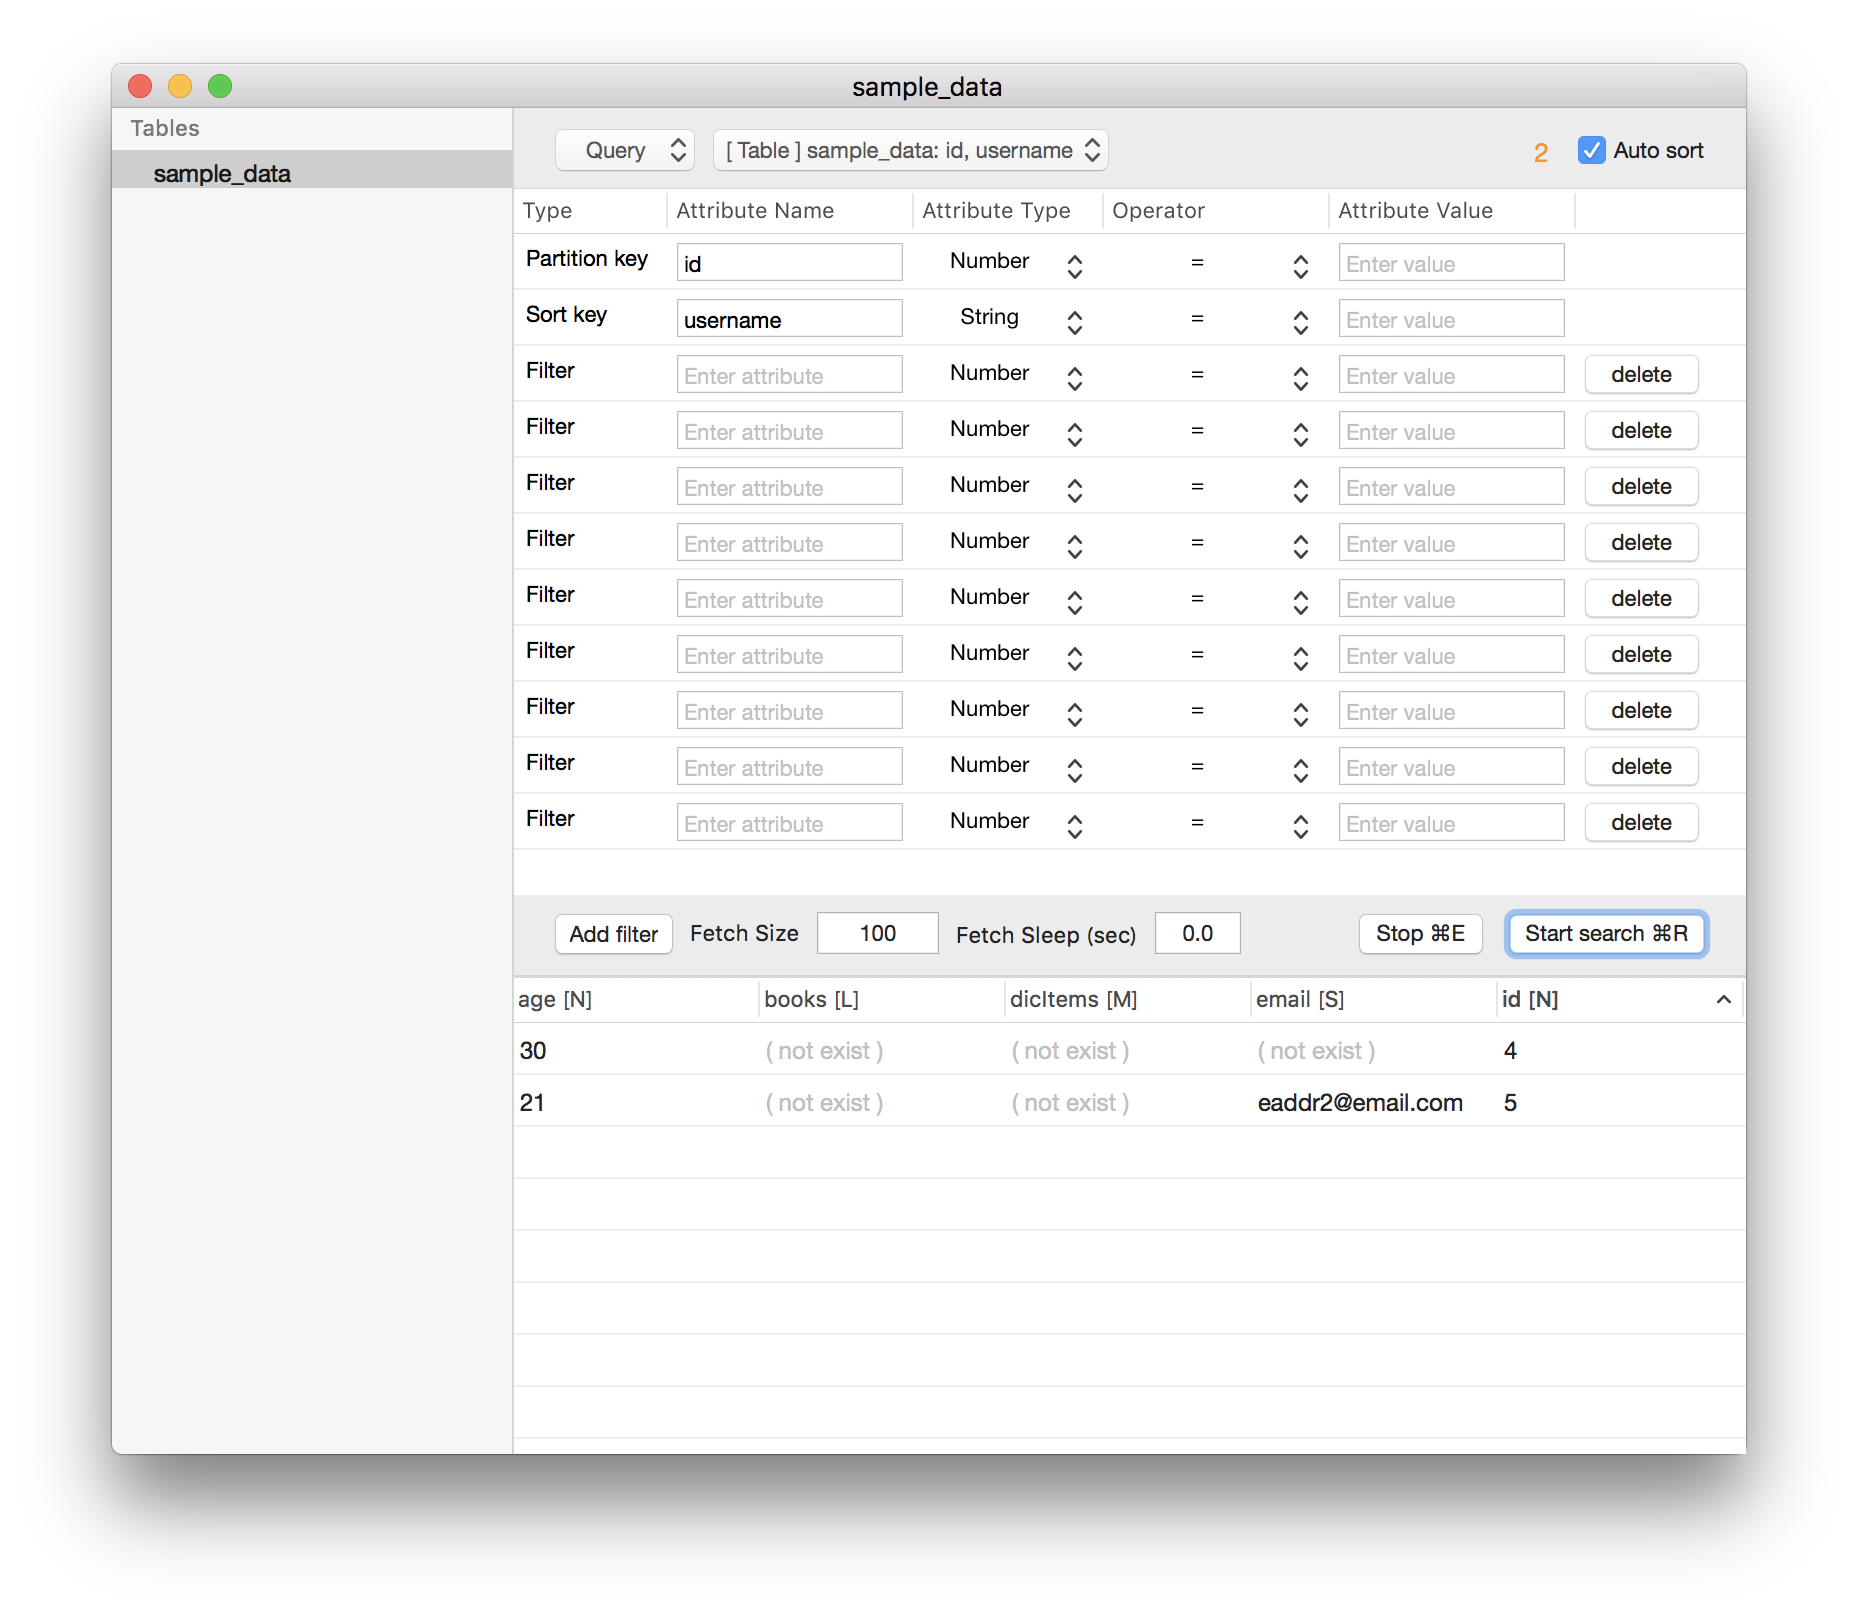 sample_data
Tables
sample_data
Query [ Table ] sample_data: id, username 2 Auto sort
Type Attribute Name Attribute Type Operator Attribute Value
Partition key id Number = Enter value
Sort key username String = Enter value
Filter Enter attribute Number = Enter value delete
Filter Enter attribute Number = Enter value delete
Filter Enter attribute Number = Enter value delete
Filter Enter attribute Number = Enter value delete
Filter Enter attribute Number = Enter value delete
Filter Enter attribute Number = Enter value delete
Filter Enter attribute Number = Enter value delete
Filter Enter attribute Number = Enter value delete
Filter Enter attribute Number = Enter value delete
Add filter Fetch Size 100 Fetch Sleep (sec) 0.0 Stop ⌘E Start search ⌘R
age [N] books [L] dicItems [M] email [S] id [N]
30 ( not exist ) ( not exist ) ( not exist ) 4
21 ( not exist ) ( not exist ) eaddr2@email.com 5